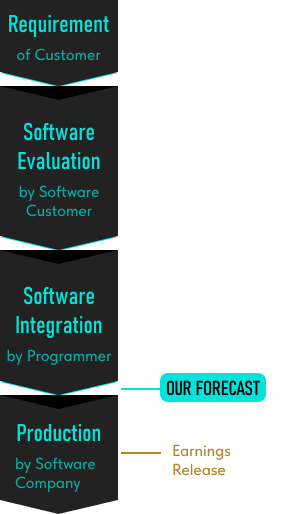 Requirement
of Customer
Software
Evaluation
by Software
Customer
Software
Integration
by Programmer
OUR FORECAST
Production
by Software
Company
Earnings
Release